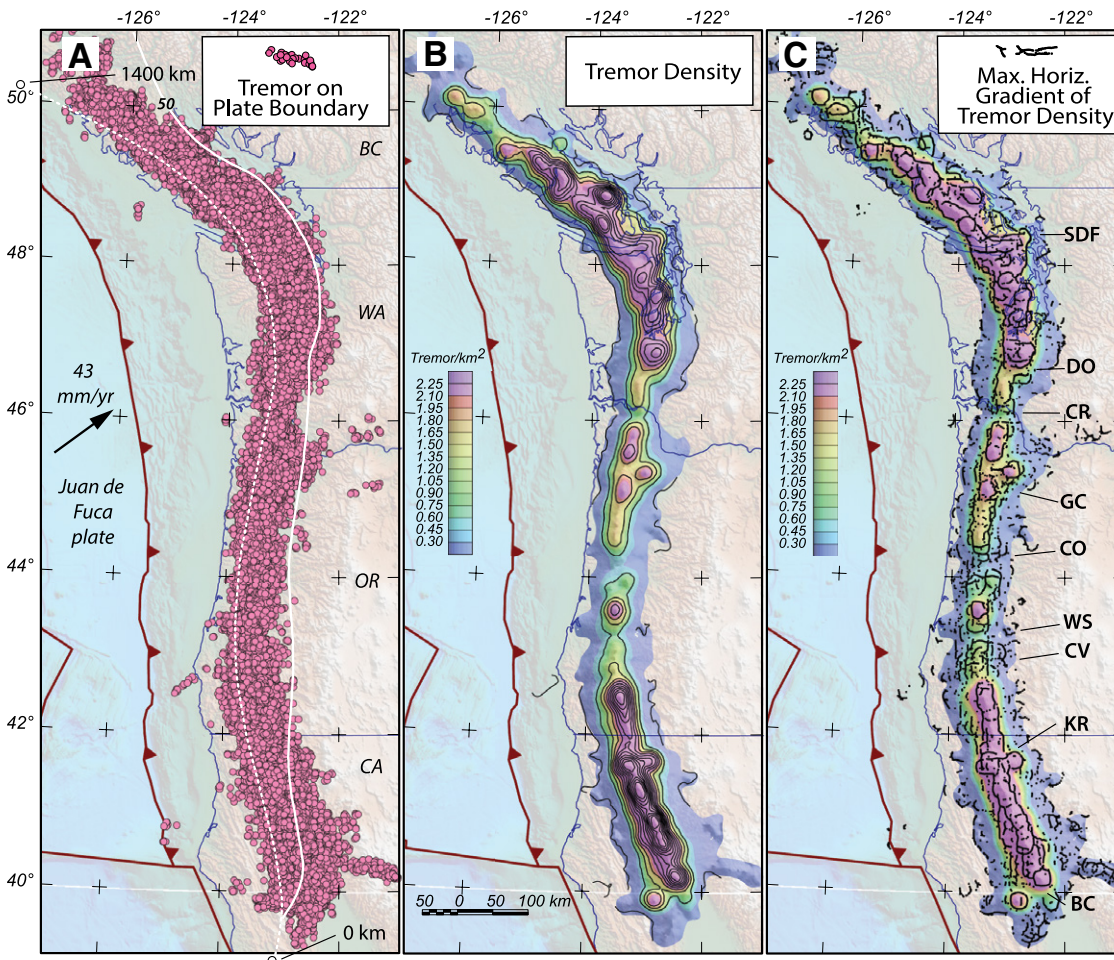 -126° -124° -122° -126° -124° -122° -126° -124° -122°
A
Tremor on
Plate Boundary
B
Tremor Density
C
Max. Horiz.
Gradient of
Tremor Density
1400 km
50° 50
BC
48°
SDF
WA
Tremor/km2
2.25
2.10
1.95
1.80
1.65
1.50
1.35
1.20
1.05
0.90
0.75
0.60
0.45
0.30
Tremor/km2
2.25
2.10
1.95
1.80
1.65
1.50
1.35
1.20
1.05
0.90
0.75
0.60
0.45
0.30
DO
43
mm/yr
46°
CR
Juan de
Fuca
plate
GC
CO
44°
OR
WS
CV
42°
KR
CA
40°
BC
50 0 50 100 km
0 km